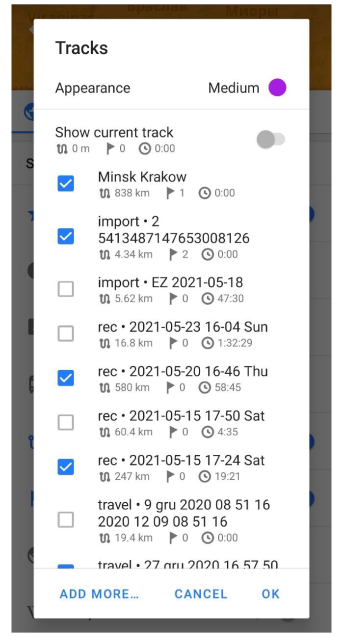 Tracks
Appearance Medium
Show current track
0 m 0 0:00
Minsk Krakow
838 km 1 0:00
import • 2
5413487147653008126
4.34 km 2 0:00
import • EZ 2021-05-18
5.62 km 0 47:30
rec • 2021-05-23 16-04 Sun
16.8 km 0 1:32:29
rec • 2021-05-20 16-46 Thu
580 km 0 58:45
rec • 2021-05-15 17-50 Sat
60.4 km 0 4:35
rec • 2021-05-15 17-24 Sat
247 km 0 19:21
travel • 9 gru 2020 08 51 16
2020 12 09 08 51 16
19.4 km 0 0:00
travel • 27 gru 2020 16 57 50
ADD MORE... CANCEL OK